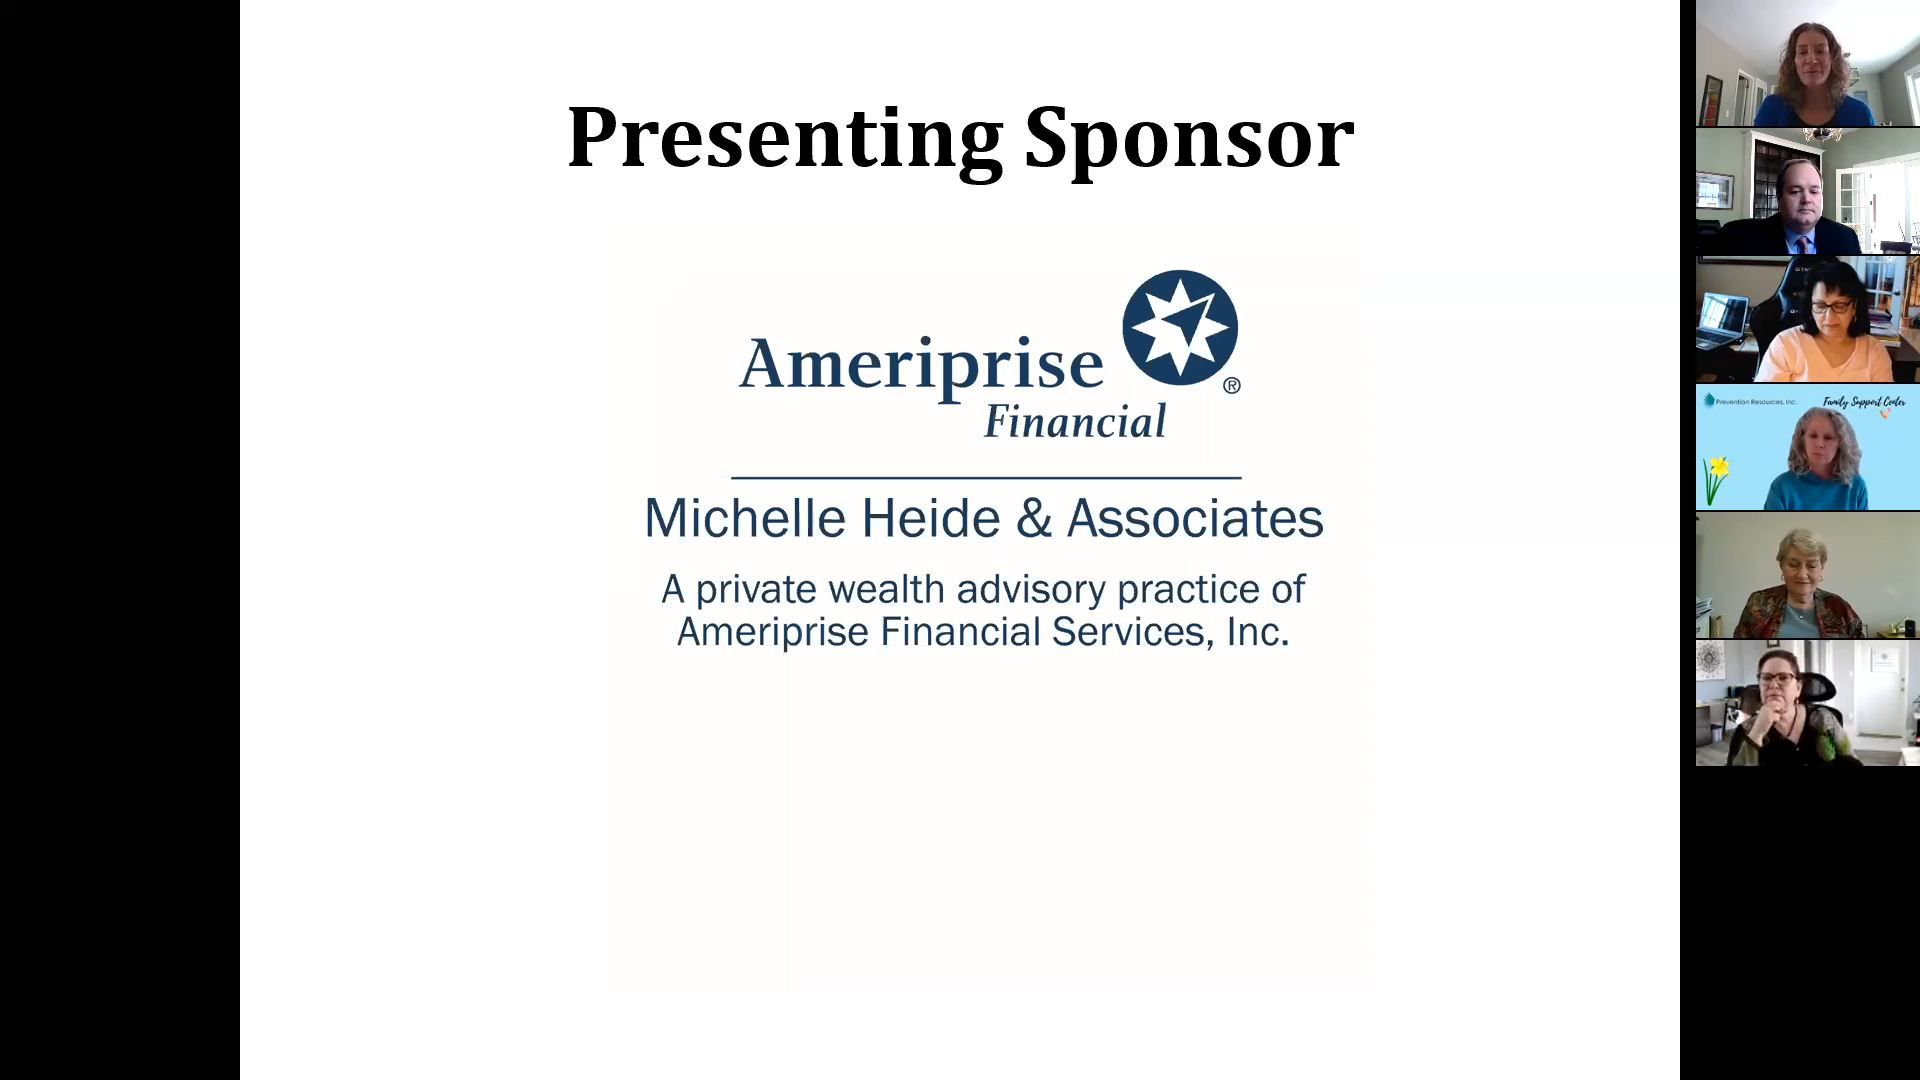 Presenting Sponsor
Ameriprise
®
Financial
Michelle Heide & Associates
A private wealth advisory practice of
Ameriprise Financial Services, Inc.
Prevention Resources, Inc.
Family Support Center